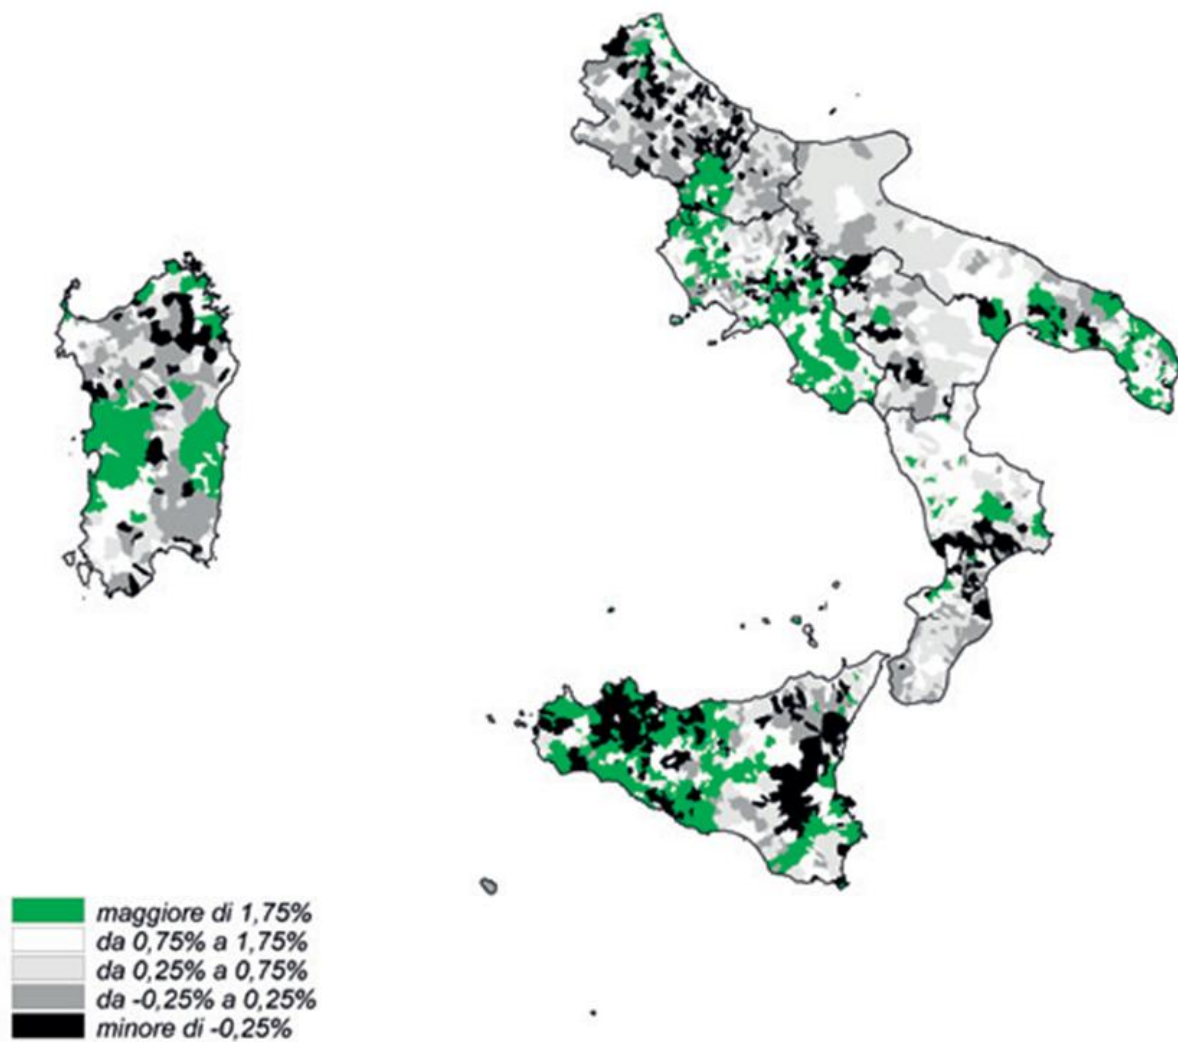 maggiore di 1,75%
da 0,75% a 1,75%
da 0,25% a 0,75%
da -0,25% a 0,25%
minore di -0,25%